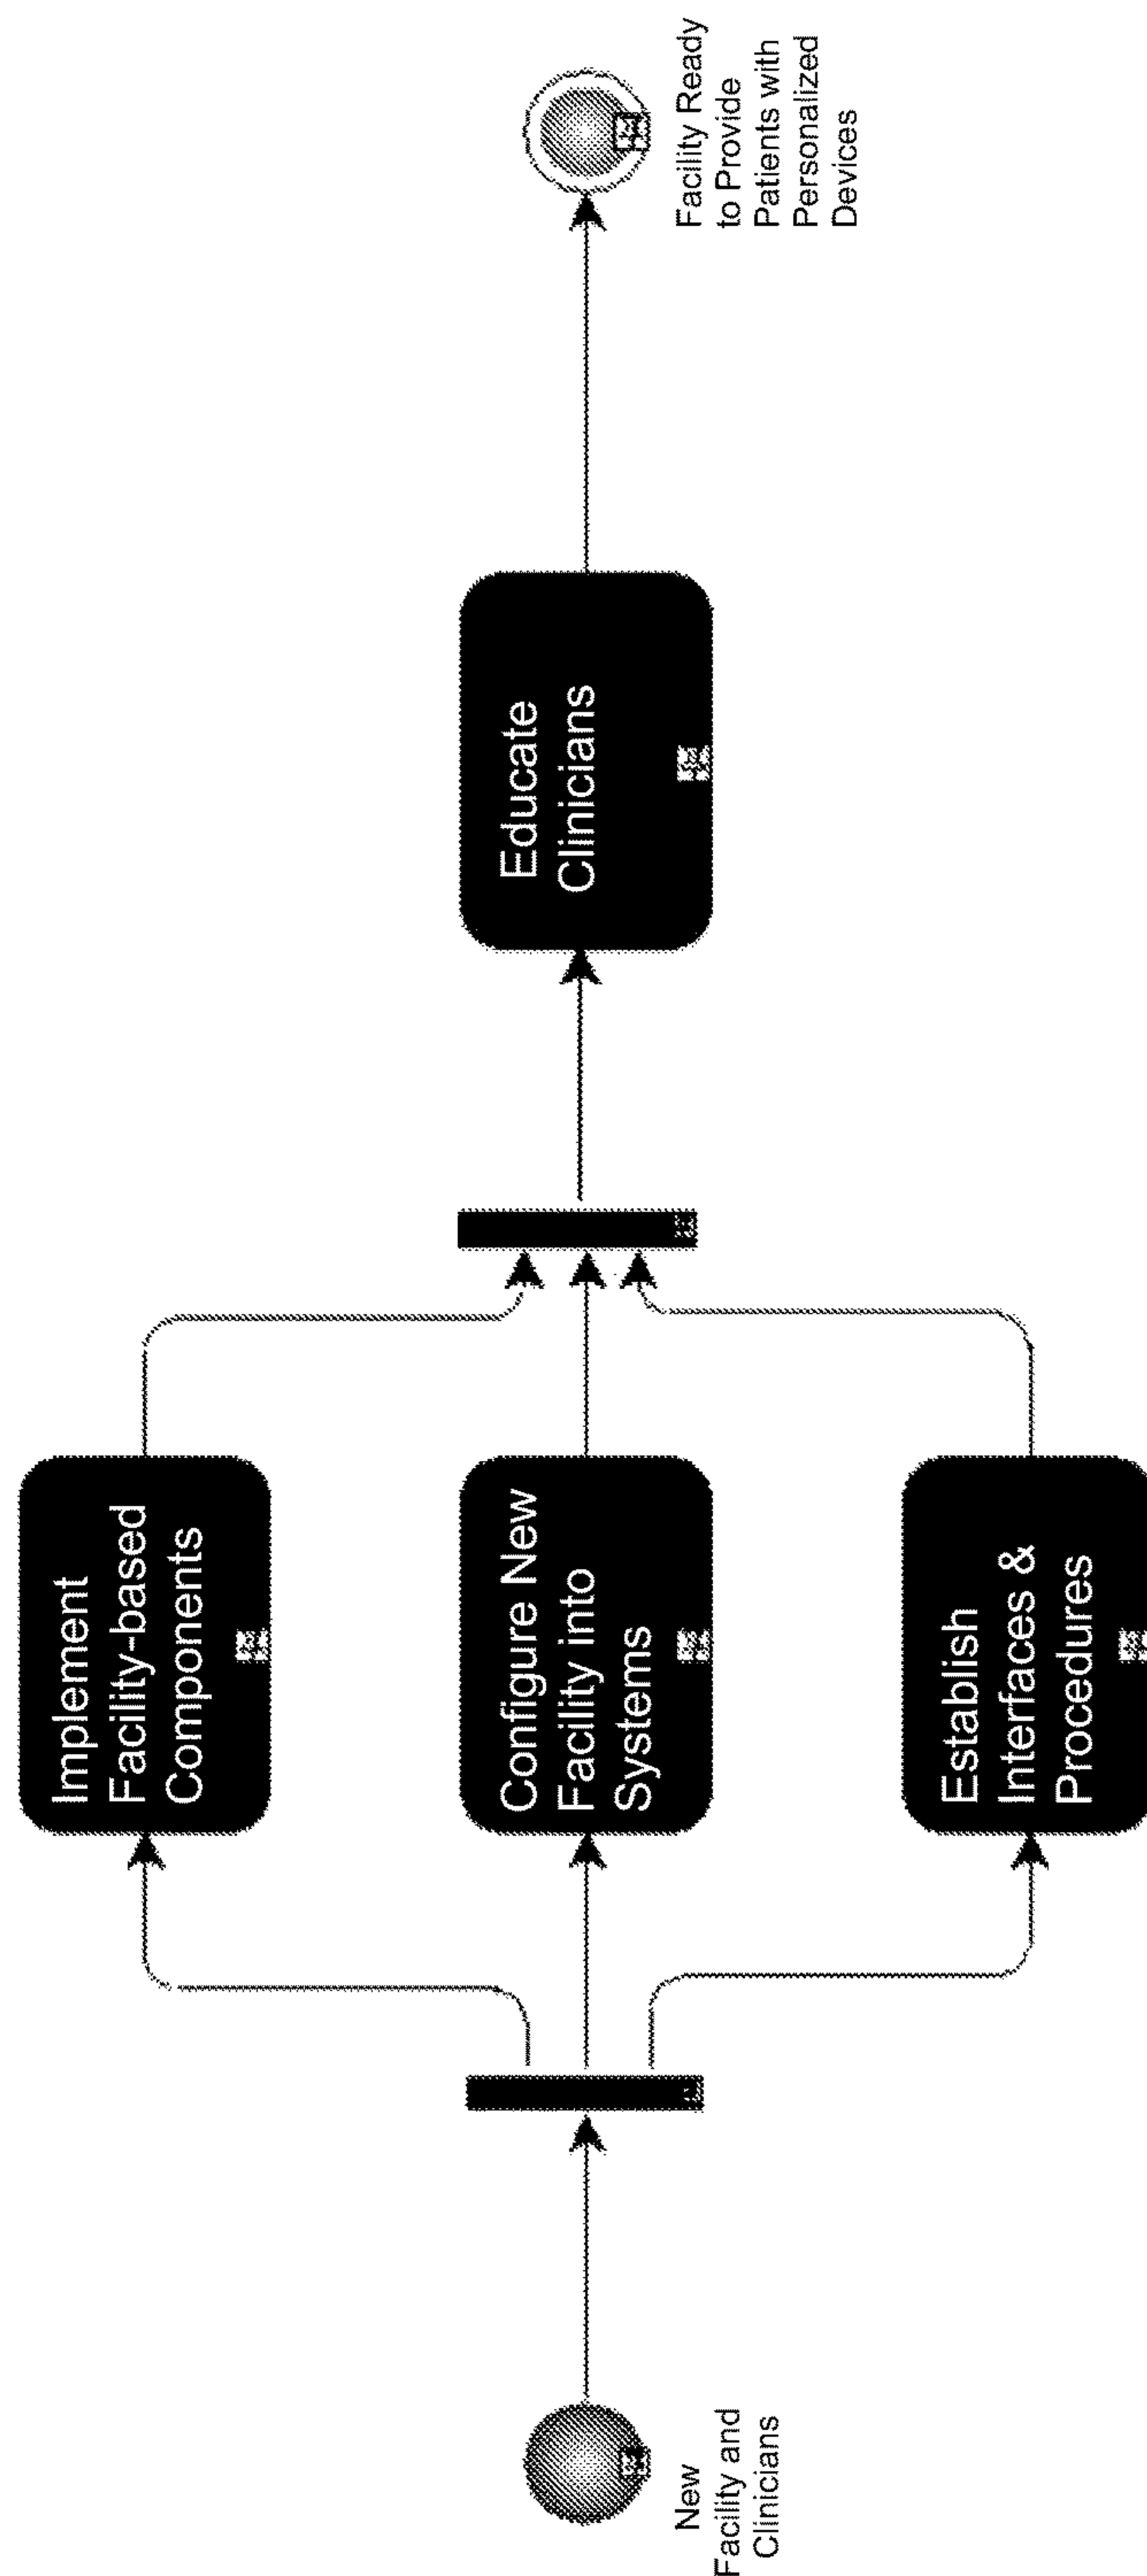 New
Facility and
Clinicians
Implement
Facility-based
Components
Configure New
Facility into
Systems
Establish
Interfaces &
Procedures
Educate
Clinicians
Facility Ready
to Provide
Patients with
Personalized
Devices